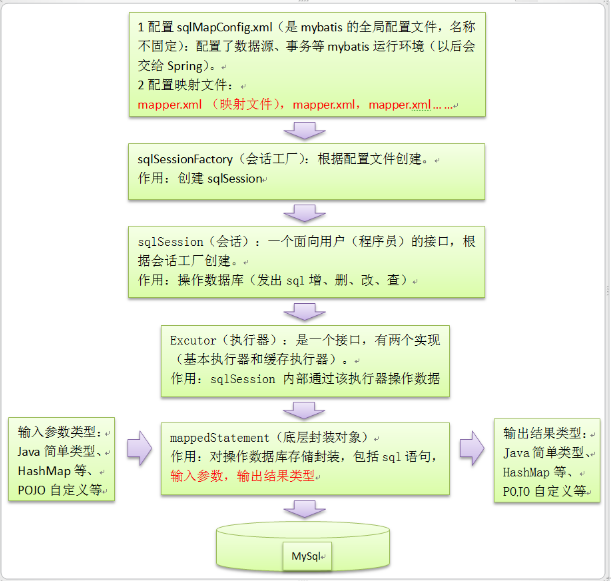 1 配置 sqlMapConfig.xml（是 mybatis 的全局配置文件，名称
不固定）：配置了数据源、事务等 mybatis 运行环境（以后会
交给 Spring）。
2 配置映射文件：
mapper.xml （映射文件），mapper.xml，mapper.xml… …
sqlSessionFactory（会话工厂）：根据配置文件创建。
作用：创建 sqlSession
sqlSession（会话）：一个面向用户（程序员）的接口，根
据会话工厂创建。
作用：操作数据库（发出 sql 增、删、改、查）
Excutor（执行器）：是一个接口，有两个实现
（基本执行器和缓存执行器）。
作用：sqlSession 内部通过该执行器操作数据
输入参数类型：
Java 简单类型、
HashMap 等、
POJO 自定义等
mappedStatement（底层封装对象）
作用：对操作数据库存储封装，包括 sql 语句，
输入参数，输出结果类型
输出结果类型：
Java 简单类型、
HashMap 等、
POJO 自定义等
MySql